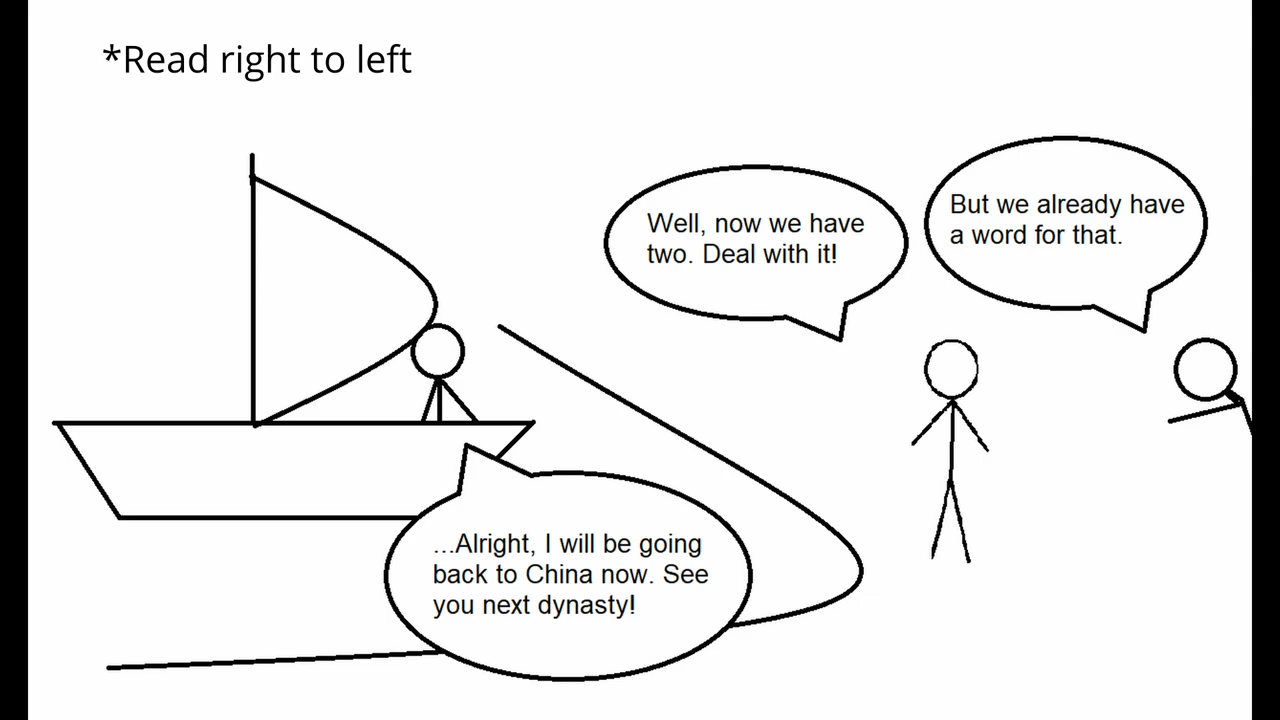 *Read right to left
But we already have
a word for that.
Well, now we have
two. Deal with it!
...Alright, I will be going
back to China now. See
you next dynasty!